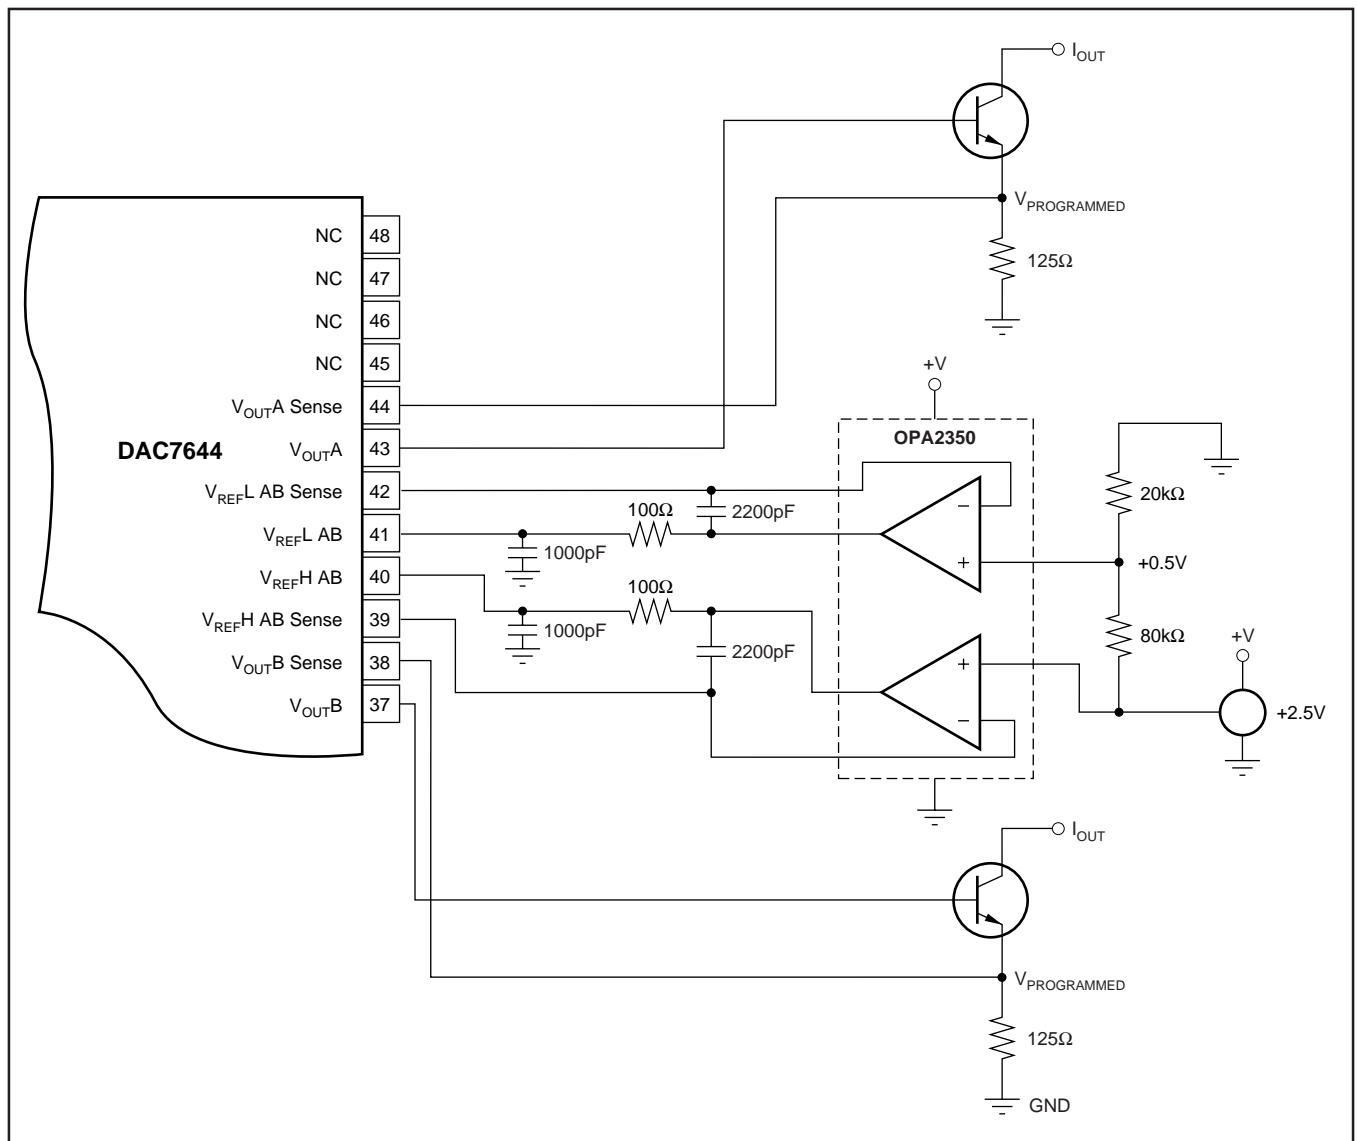 I_OUT
V_PROGRAMMED
125Ω
NC 48
NC 47
NC 46
NC 45
V_OUT A Sense 44
V_OUT A 43
V_REF L AB Sense 42
V_REF L AB 41
V_REF H AB 40
V_REF H AB Sense 39
V_OUT B Sense 38
V_OUT B 37
DAC7644
+V
OPA2350
100Ω
2200pF
1000pF
100Ω
2200pF
1000pF
−
+
+
−
20kΩ
+0.5V
80kΩ
+V
+2.5V
I_OUT
V_PROGRAMMED
125Ω
GND